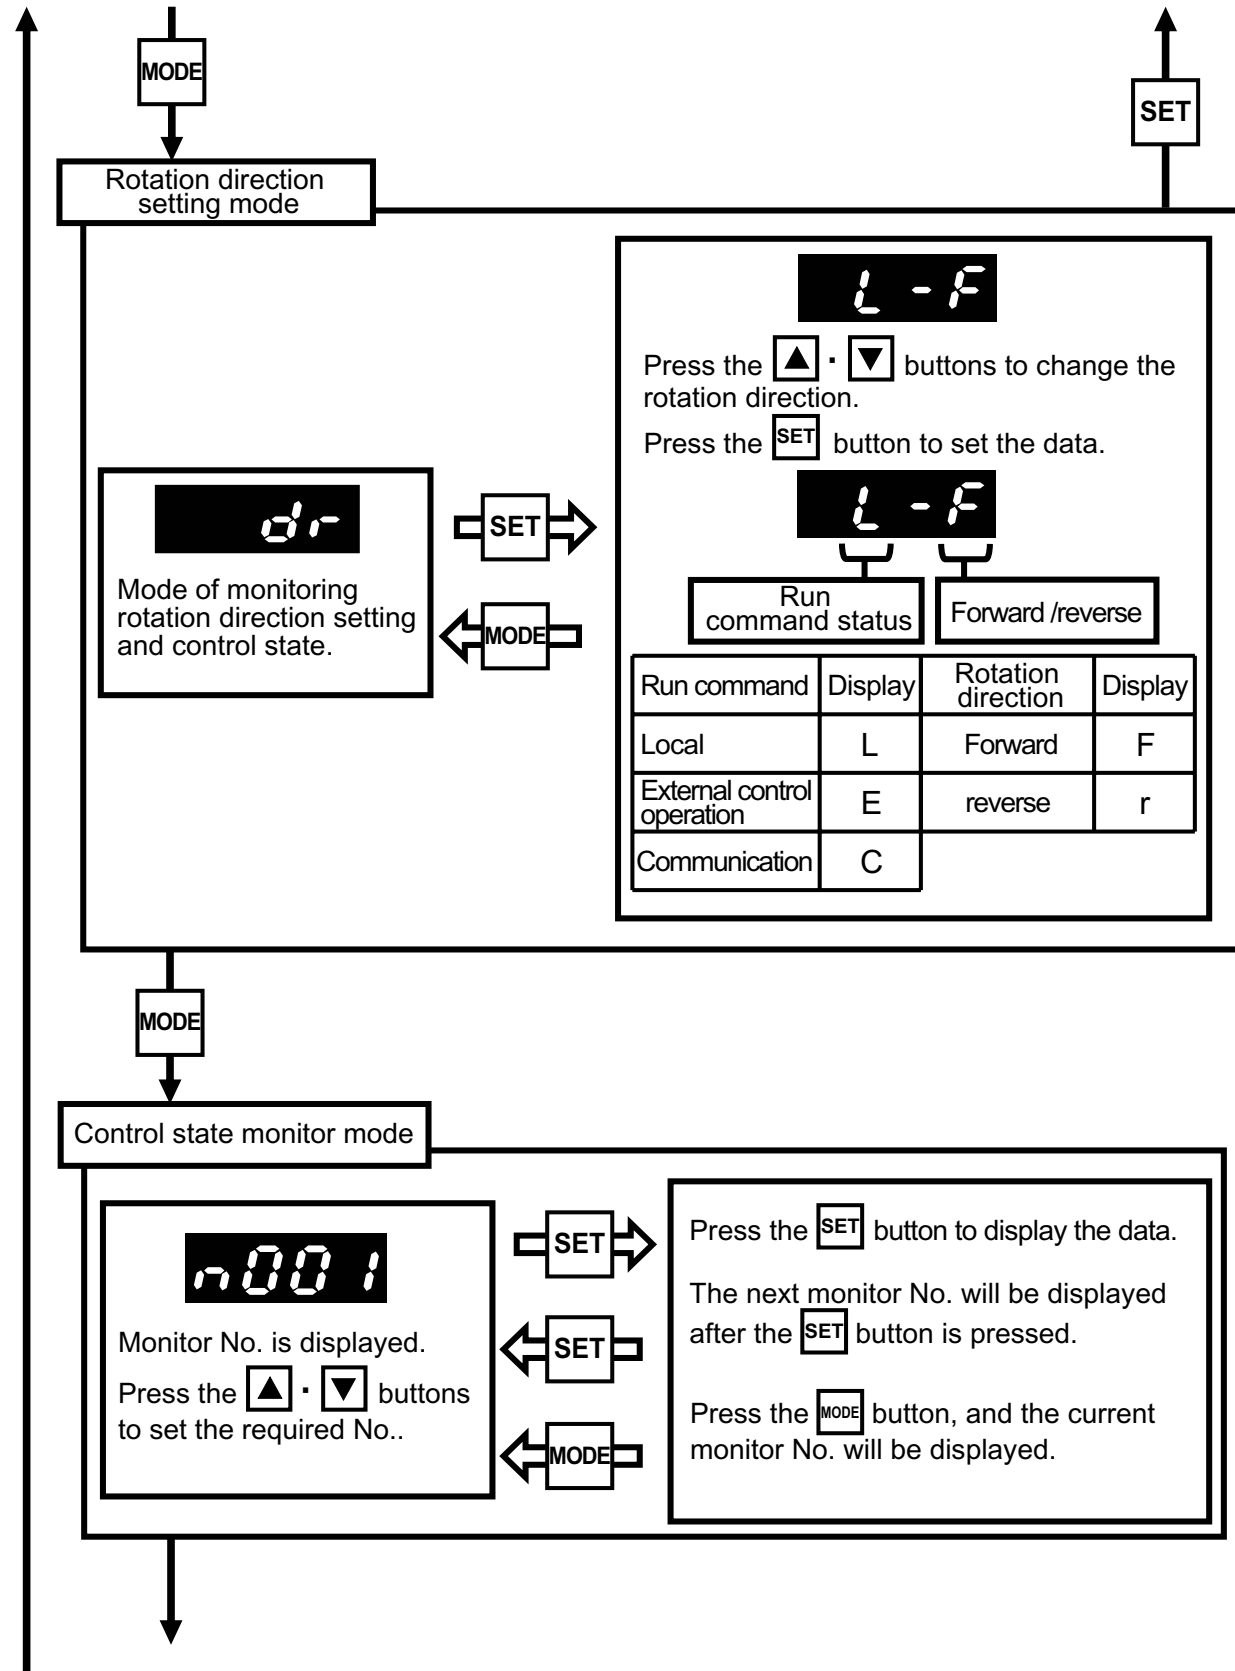 MODE
SET
Rotation direction
setting mode
L -F
Press the ▲ · ▼ buttons to change the
rotation direction.
Press the SET button to set the data.
L -F
dr
Mode of monitoring
rotation direction setting
and control state.
SET
MODE
Run
command status
Forward /reverse
Run command Display Rotation direction Display
Local L Forward F
External control operation E reverse r
Communication C
MODE
Control state monitor mode
n001
Monitor No. is displayed.
Press the ▲ · ▼ buttons
to set the required No..
SET
SET
MODE
Press the SET button to display the data.
The next monitor No. will be displayed
after the SET button is pressed.
Press the MODE button, and the current
monitor No. will be displayed.